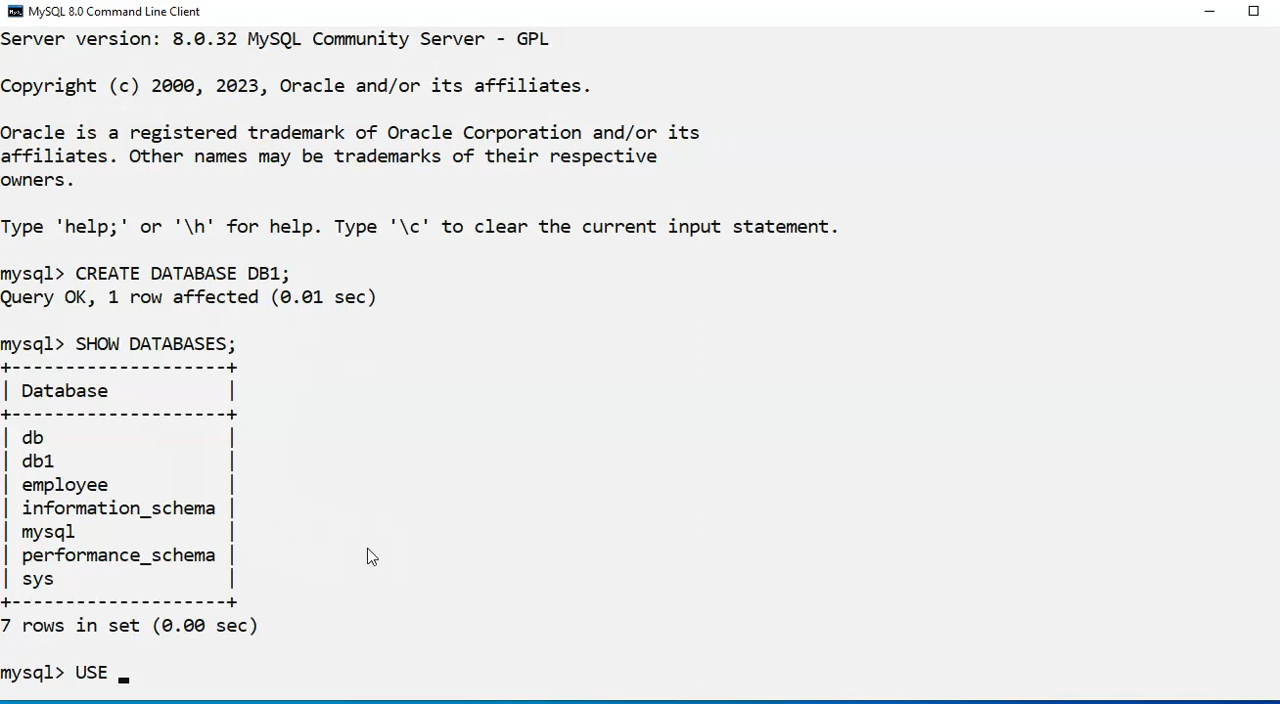 MySQL 8.0 Command Line Client
Server version: 8.0.32 MySQL Community Server - GPL
Copyright (c) 2000, 2023, Oracle and/or its affiliates.
Oracle is a registered trademark of Oracle Corporation and/or its
affiliates. Other names may be trademarks of their respective
owners.
Type 'help;' or '\h' for help. Type '\c' to clear the current input statement.
mysql> CREATE DATABASE DB1;
Query OK, 1 row affected (0.01 sec)
mysql> SHOW DATABASES;
+--------------------+
| Database           |
+--------------------+
| db                 |
| db1                |
| employee           |
| information_schema |
| mysql              |
| performance_schema |
| sys                |
+--------------------+
7 rows in set (0.00 sec)
mysql> USE _